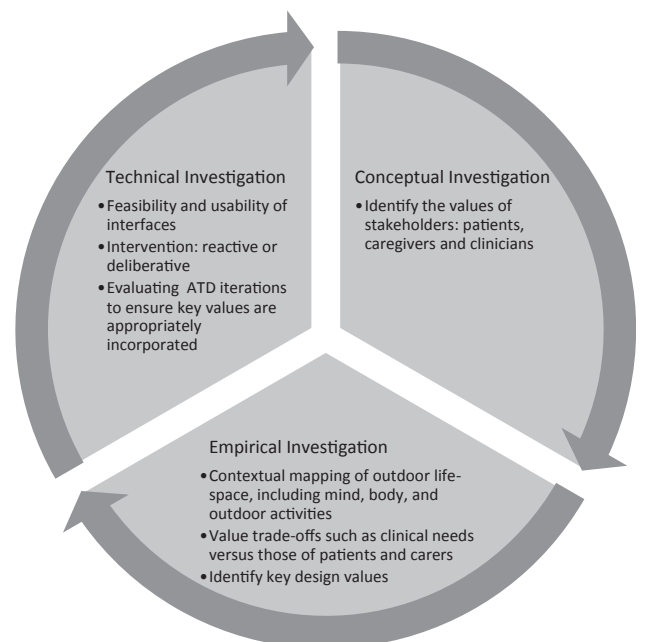 Technical Investigation
• Feasibility and usability of
interfaces
• Intervention: reactive or
deliberative
• Evaluating ATD iterations
to ensure key values are
appropriately
incorporated
Conceptual Investigation
• Identify the values of
stakeholders: patients,
caregivers and clinicians
Empirical Investigation
• Contextual mapping of outdoor life-
space, including mind, body, and
outdoor activities
• Value trade-offs such as clinical needs
versus those of patients and carers
• Identify key design values